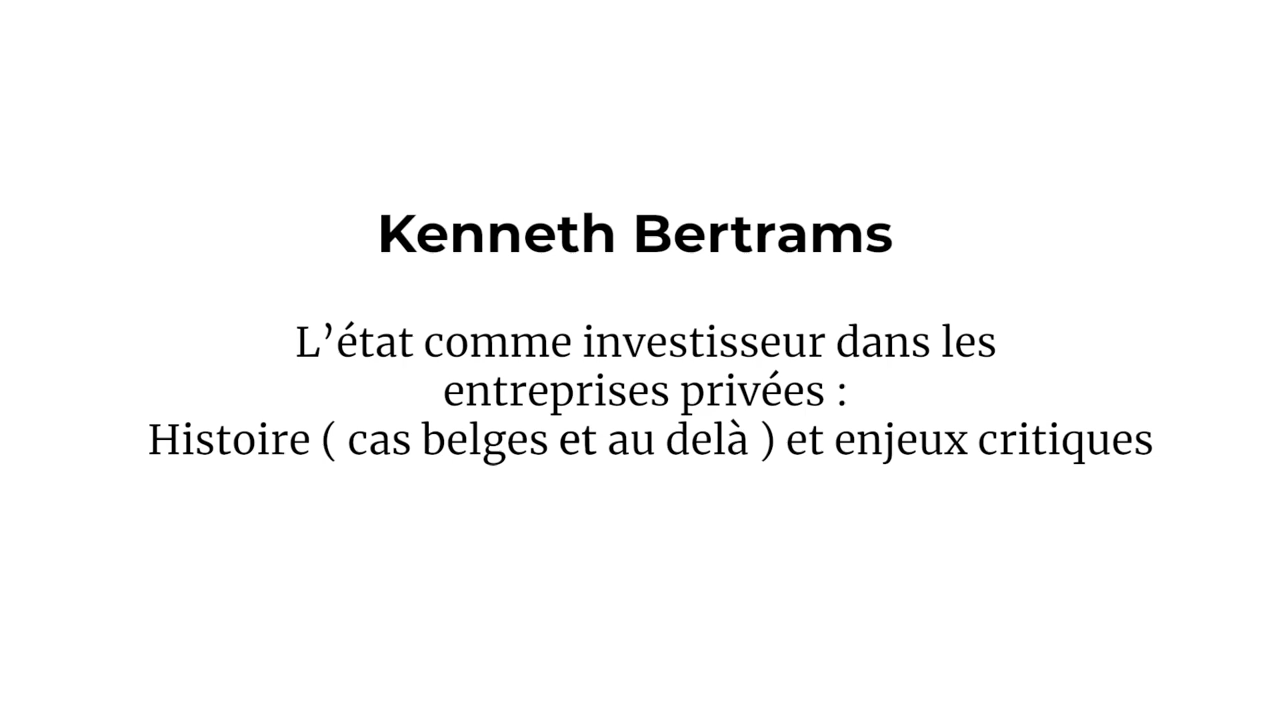 Kenneth Bertrams
L’état comme investisseur dans les
entreprises privées :
Histoire ( cas belges et au delà ) et enjeux critiques